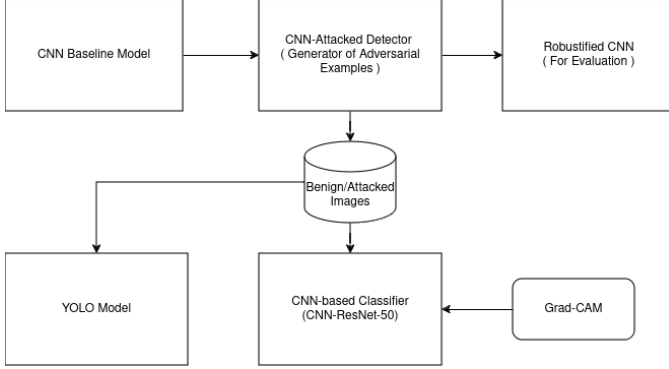 CNN Baseline Model
CNN-Attacked Detector
( Generator of Adversarial
Examples )
Robustified CNN
( For Evaluation )
Benign/Attacked
Images
YOLO Model
CNN-based Classifier
(CNN-ResNet-50)
Grad-CAM